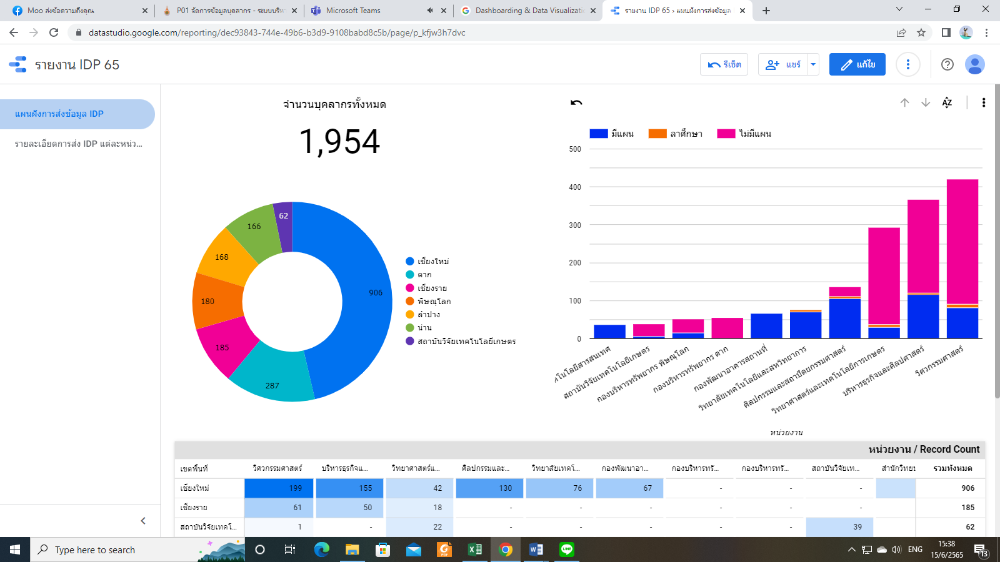 Moo ส่งข้อความถึงคุณ
P01 จัดการข้อมูลบุคลากร - ระบบบริห
Microsoft Teams
Dashboarding & Data Visualizati
รายงาน IDP 65 › แผนผังการส่งข้อมูล
datastudio.google.com/reporting/dec93843-744e-49b6-b3d9-9108babd8c5b/page/p_kfjw3h7dvc
รายงาน IDP 65
รีเซ็ต
แชร์
แก้ไข
แผนผังการส่งข้อมูล IDP
รายละเอียดการส่ง IDP แต่ละหน่ว...
จำนวนบุคลากรทั้งหมด
1,954
906
287
185
180
168
166
62
เชียงใหม่
ตาก
เชียงราย
พิษณุโลก
ลำปาง
น่าน
สถาบันวิจัยเทคโนโลยีเกษตร
มีแผน ลาศึกษา ไม่มีแผน
500
400
300
200
100
0
คโนโลยีสารสนเทศ
สถาบันวิจัยเทคโนโลยีเกษตร
กองบริหารทรัพยากร พิษณุโลก
กองบริหารทรัพยากร ตาก
กองพัฒนาอาคารสถานที่
วิทยาลัยเทคโนโลยีและสหวิทยาการ
ศิลปกรรมและสถาปัตยกรรมศาสตร์
วิทยาศาสตร์และเทคโนโลยีการเกษตร
บริหารธุรกิจและศิลปศาสตร์
วิศวกรรมศาสตร์
หน่วยงาน
หน่วยงาน / Record Count
เขตพื้นที่ วิศวกรรมศาสตร์ บริหารธุรกิจแ... วิทยาศาสตร์แ... ศิลปกรรมและ... วิทยาลัยเทคโ... กองพัฒนาอา... กองบริหารทรั... กองบริหารทรั... สถาบันวิจัยเท... สำนักวิทยบ รวมทั้งหมด
เชียงใหม่ 199 155 42 130 76 67 - - - 906
เชียงราย 61 50 18 - - - - - - 185
สถาบันวิจัยเทคโ... 1 - 22 - - - - - 39 62
Type here to search
ENG
15:38
15/6/2565
13